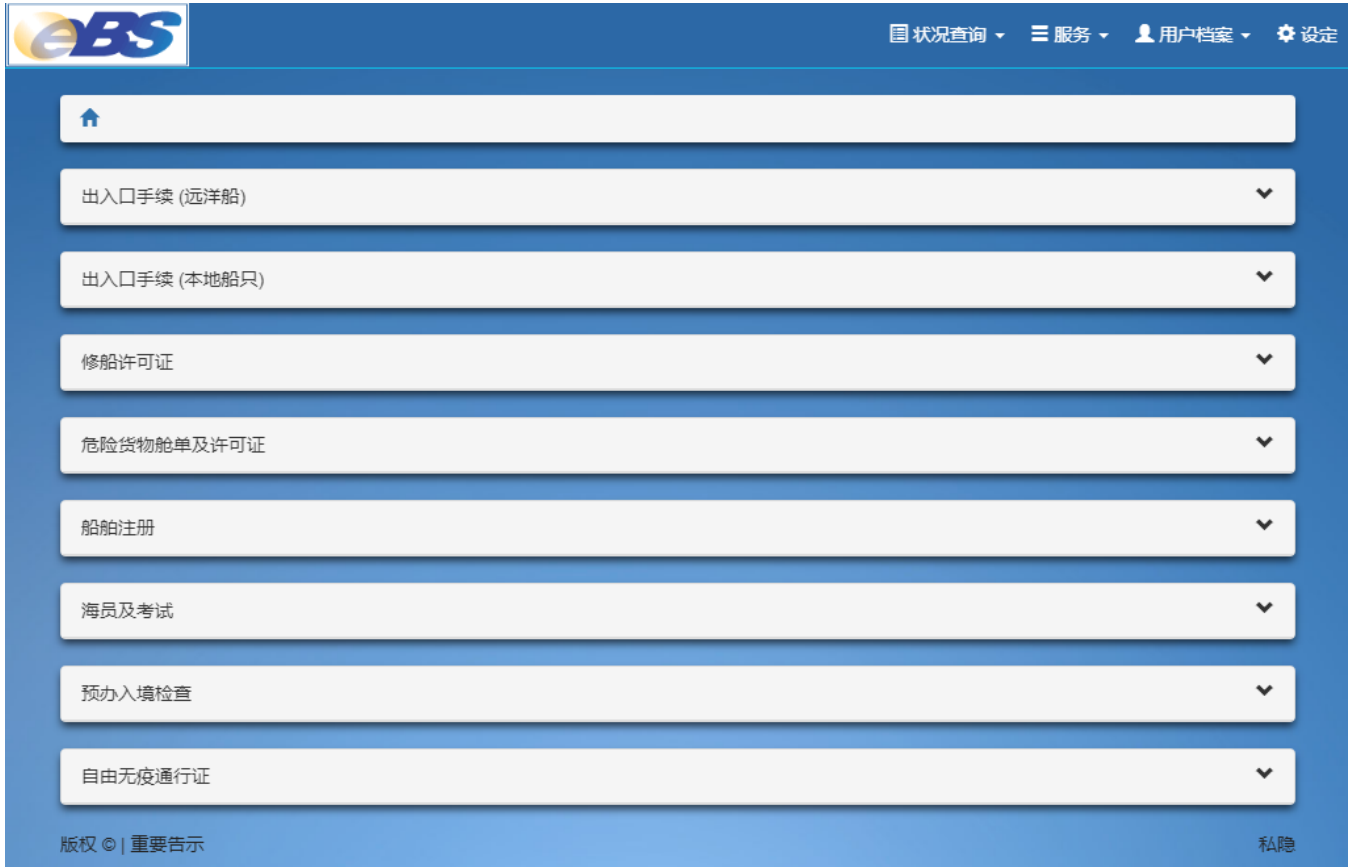 eBS
状况查询 服务 用户档案 设定
出入口手续 (远洋船)
出入口手续 (本地船只)
修船许可证
危险货物舱单及许可证
船舶注册
海员及考试
预办入境检查
自由无疫通行证
版权 © | 重要告示 私隐